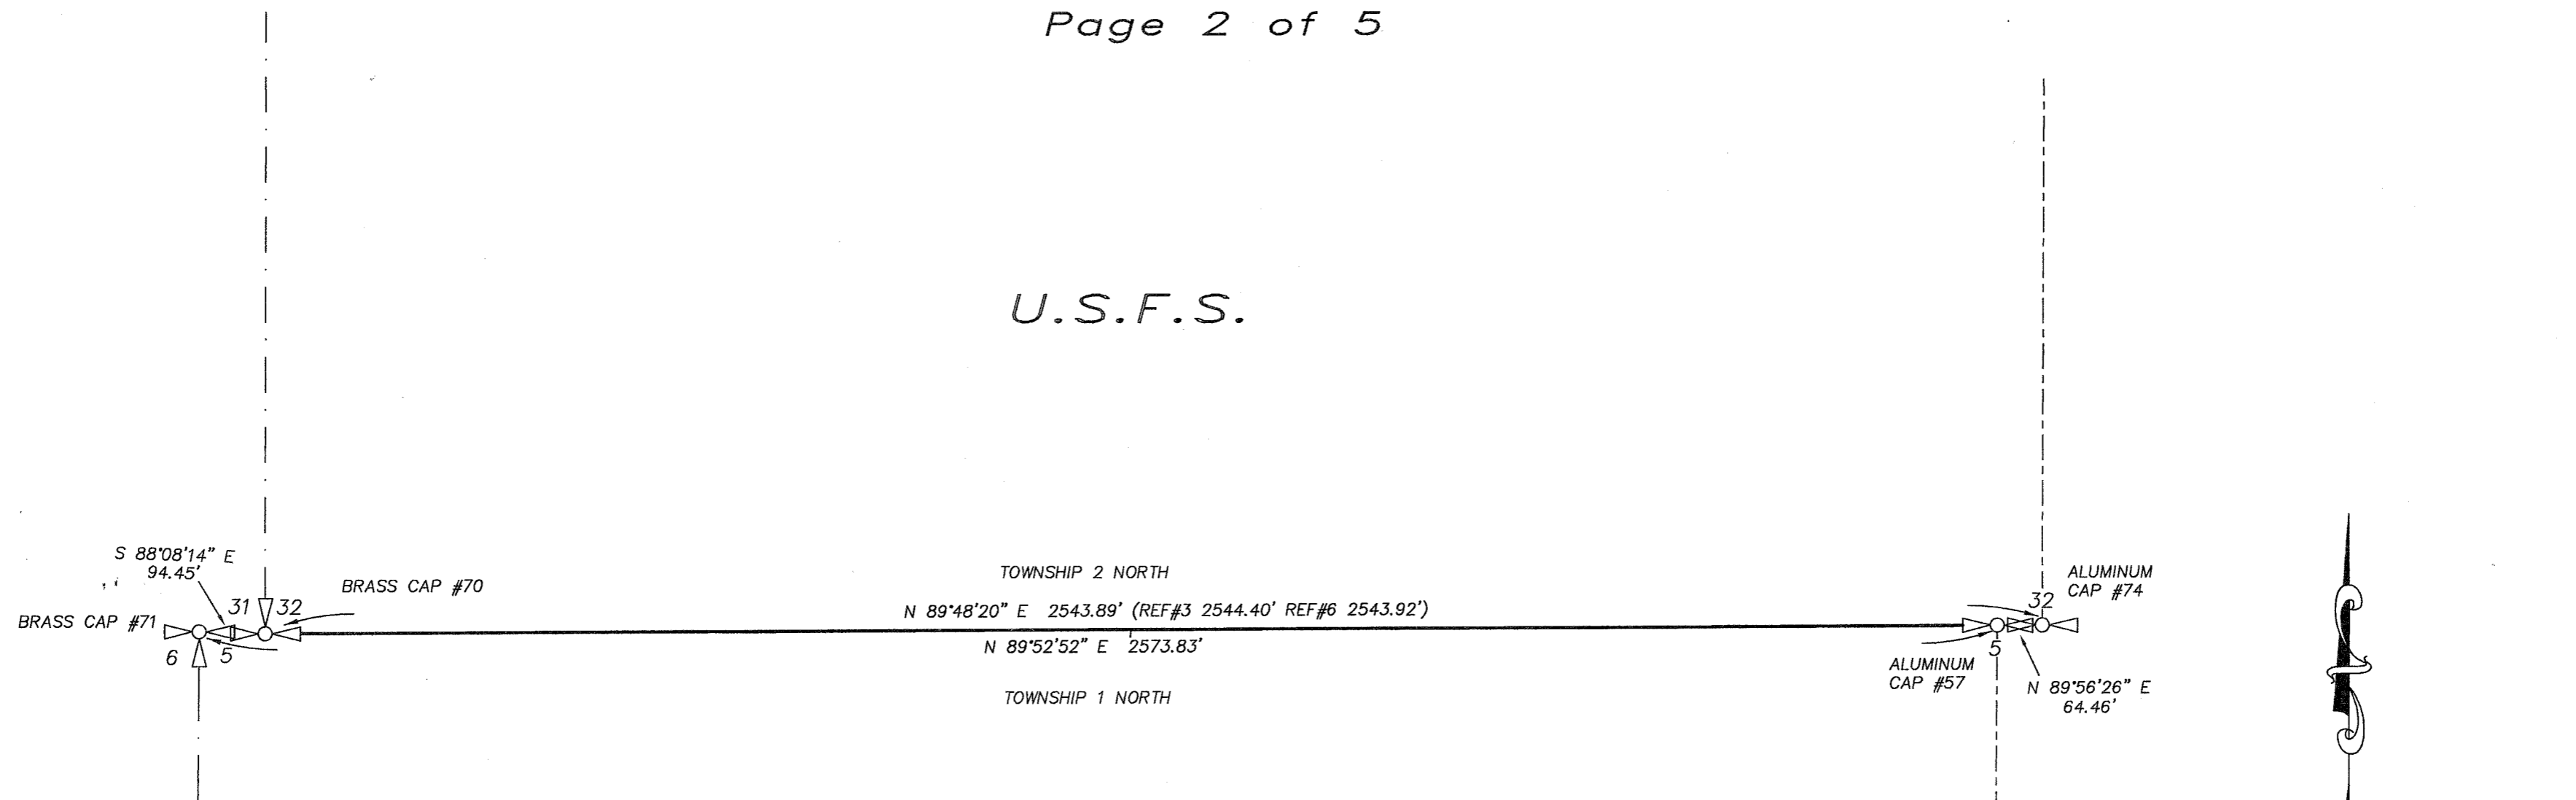 Page 2 of 5
U.S.F.S.
S 88°08'14" E
94.45'
BRASS CAP #70
BRASS CAP #71
31
32
6
5
TOWNSHIP 2 NORTH
N 89°48'20" E 2543.89' (REF#3 2544.40' REF#6 2543.92')
N 89°52'52" E 2573.83'
TOWNSHIP 1 NORTH
ALUMINUM
CAP #74
32
5
ALUMINUM
CAP #57
N 89°56'26" E
64.46'